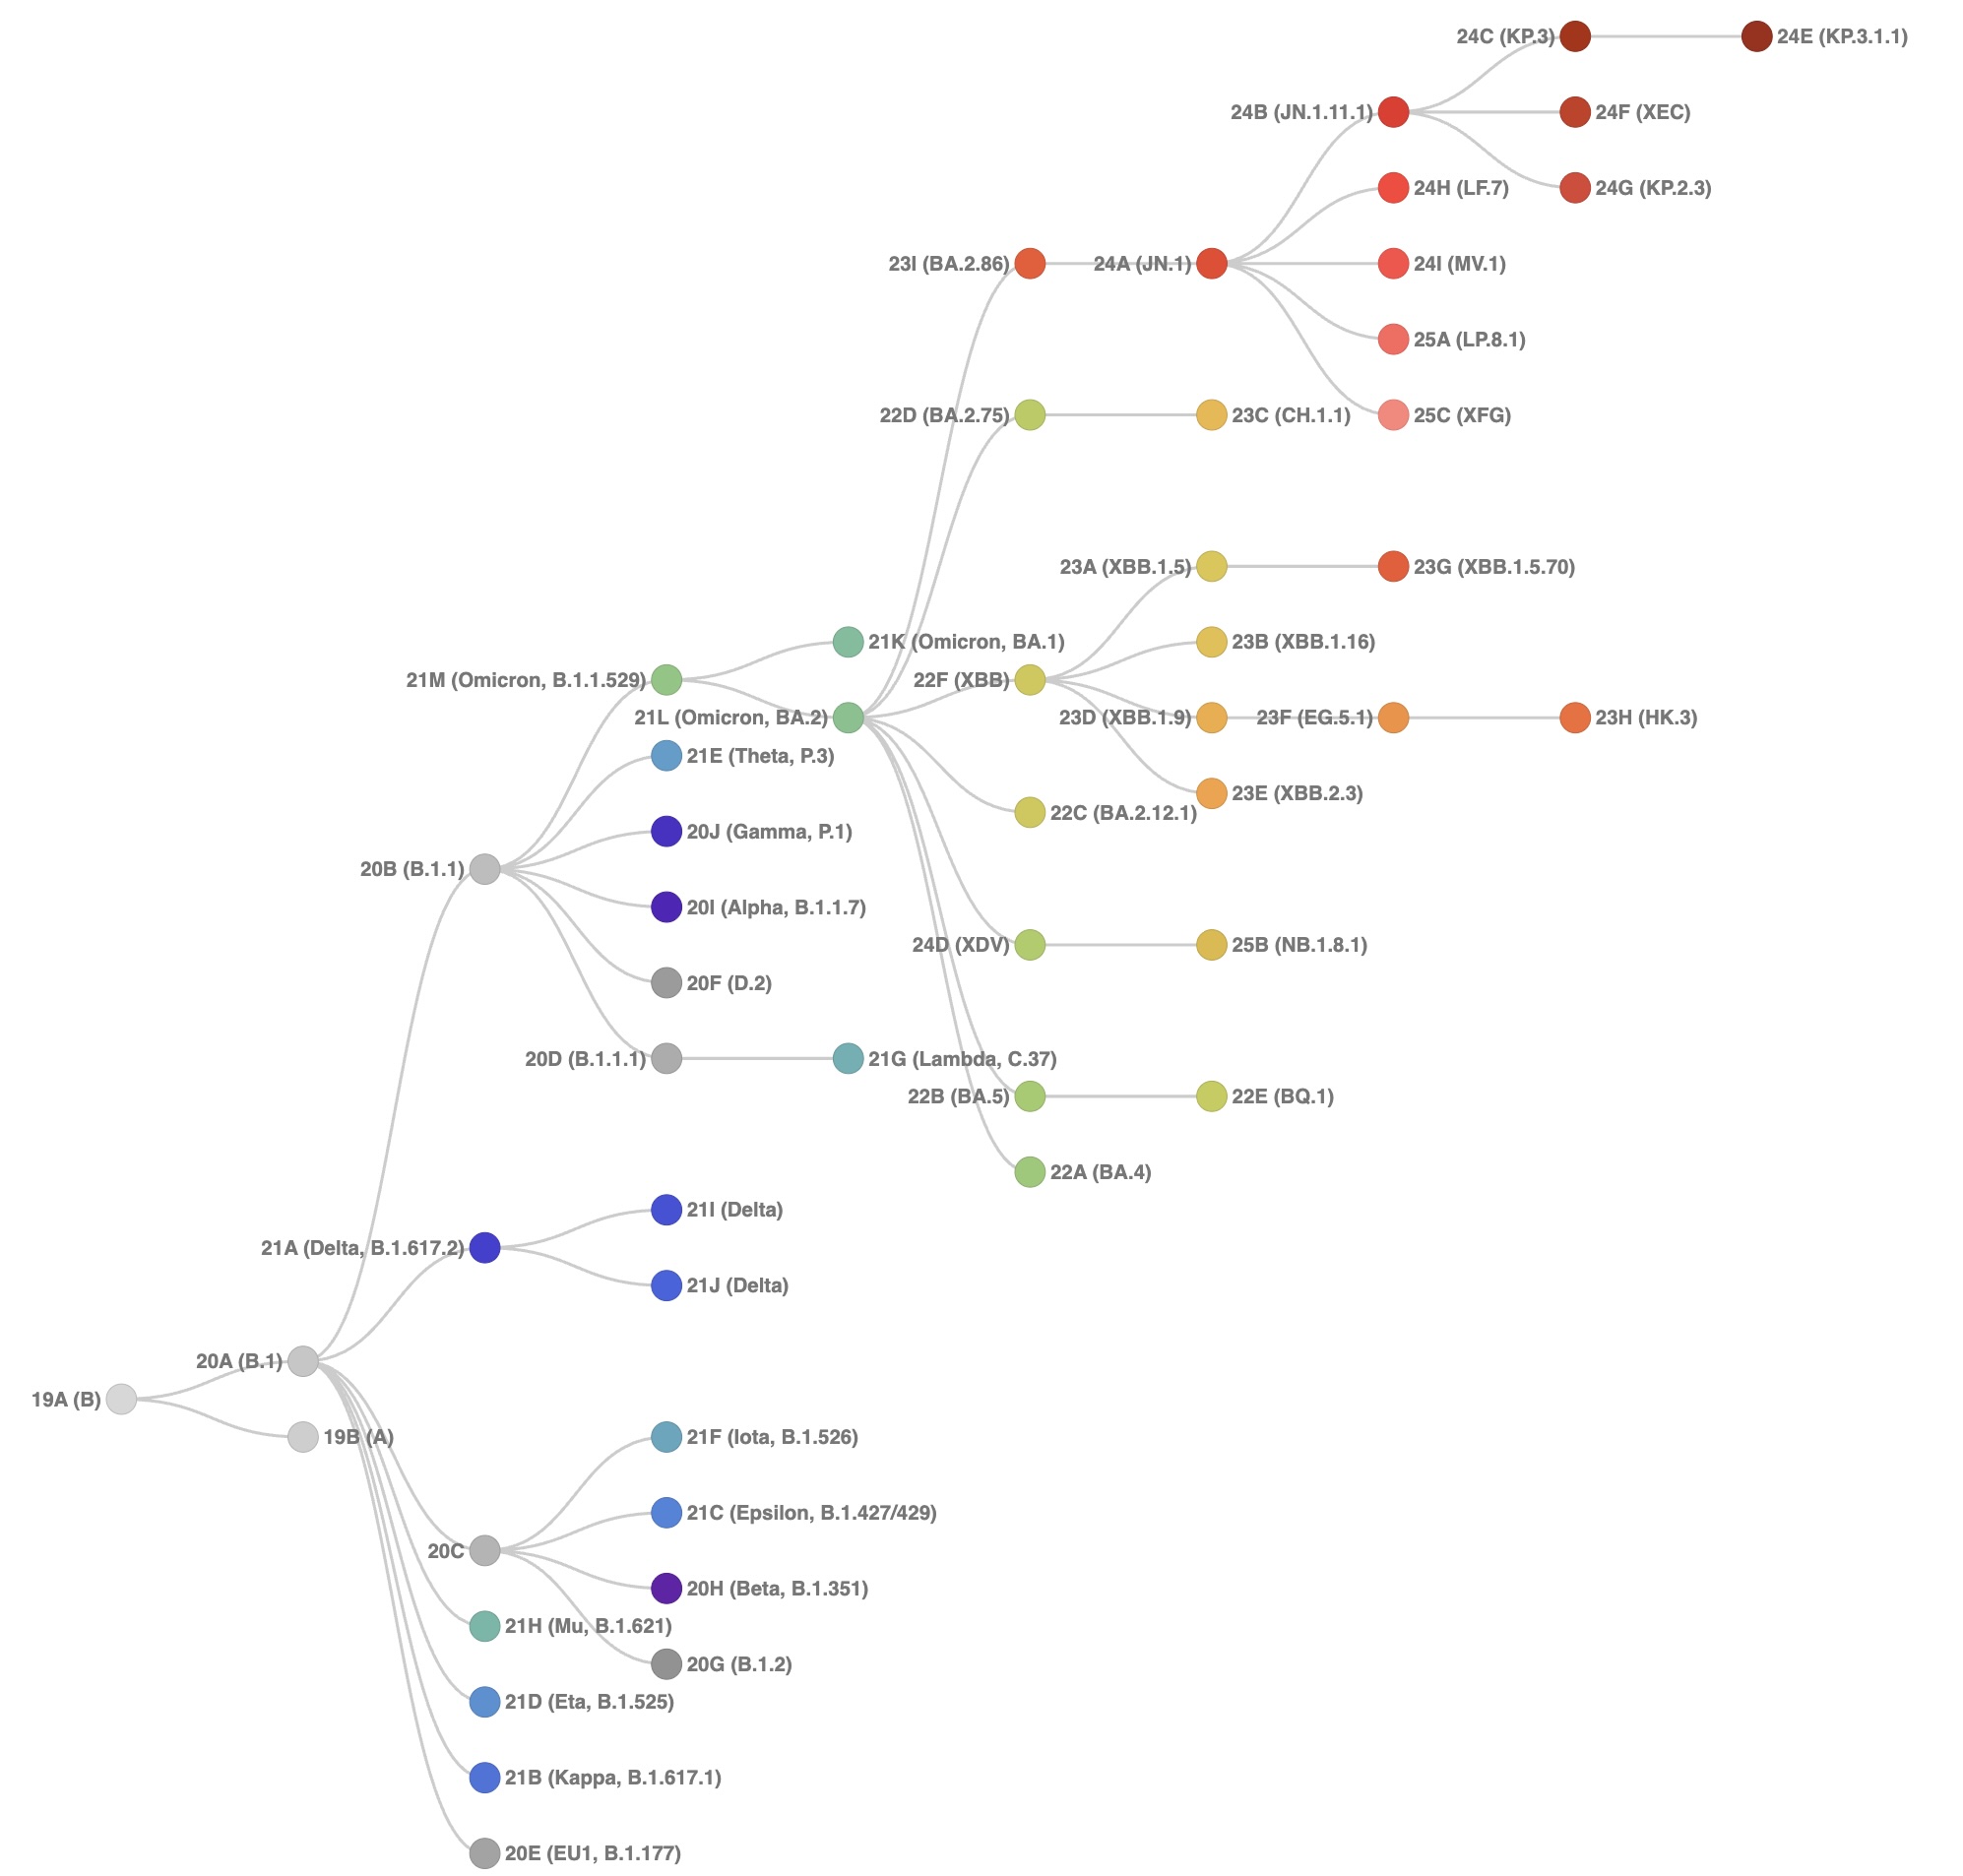 24C (KP.3)
24E (KP.3.1.1)
24B (JN.1.11.1)
24F (XEC)
24H (LF.7)
24G (KP.2.3)
23I (BA.2.86)
24A (JN.1)
24I (MV.1)
25A (LP.8.1)
22D (BA.2.75)
23C (CH.1.1)
25C (XFG)
23A (XBB.1.5)
23G (XBB.1.5.70)
21K (Omicron, BA.1)
23B (XBB.1.16)
21M (Omicron, B.1.1.529)
22F (XBB)
21L (Omicron, BA.2)
23D (XBB.1.9)
23F (EG.5.1)
23H (HK.3)
21E (Theta, P.3)
23E (XBB.2.3)
22C (BA.2.12.1)
20J (Gamma, P.1)
20B (B.1.1)
20I (Alpha, B.1.1.7)
24D (XDV)
25B (NB.1.8.1)
20F (D.2)
20D (B.1.1.1)
21G (Lambda, C.37)
22B (BA.5)
22E (BQ.1)
22A (BA.4)
21I (Delta)
21A (Delta, B.1.617.2)
21J (Delta)
20A (B.1)
19A (B)
19B (A)
21F (Iota, B.1.526)
21C (Epsilon, B.1.427/429)
20C
20H (Beta, B.1.351)
21H (Mu, B.1.621)
20G (B.1.2)
21D (Eta, B.1.525)
21B (Kappa, B.1.617.1)
20E (EU1, B.1.177)